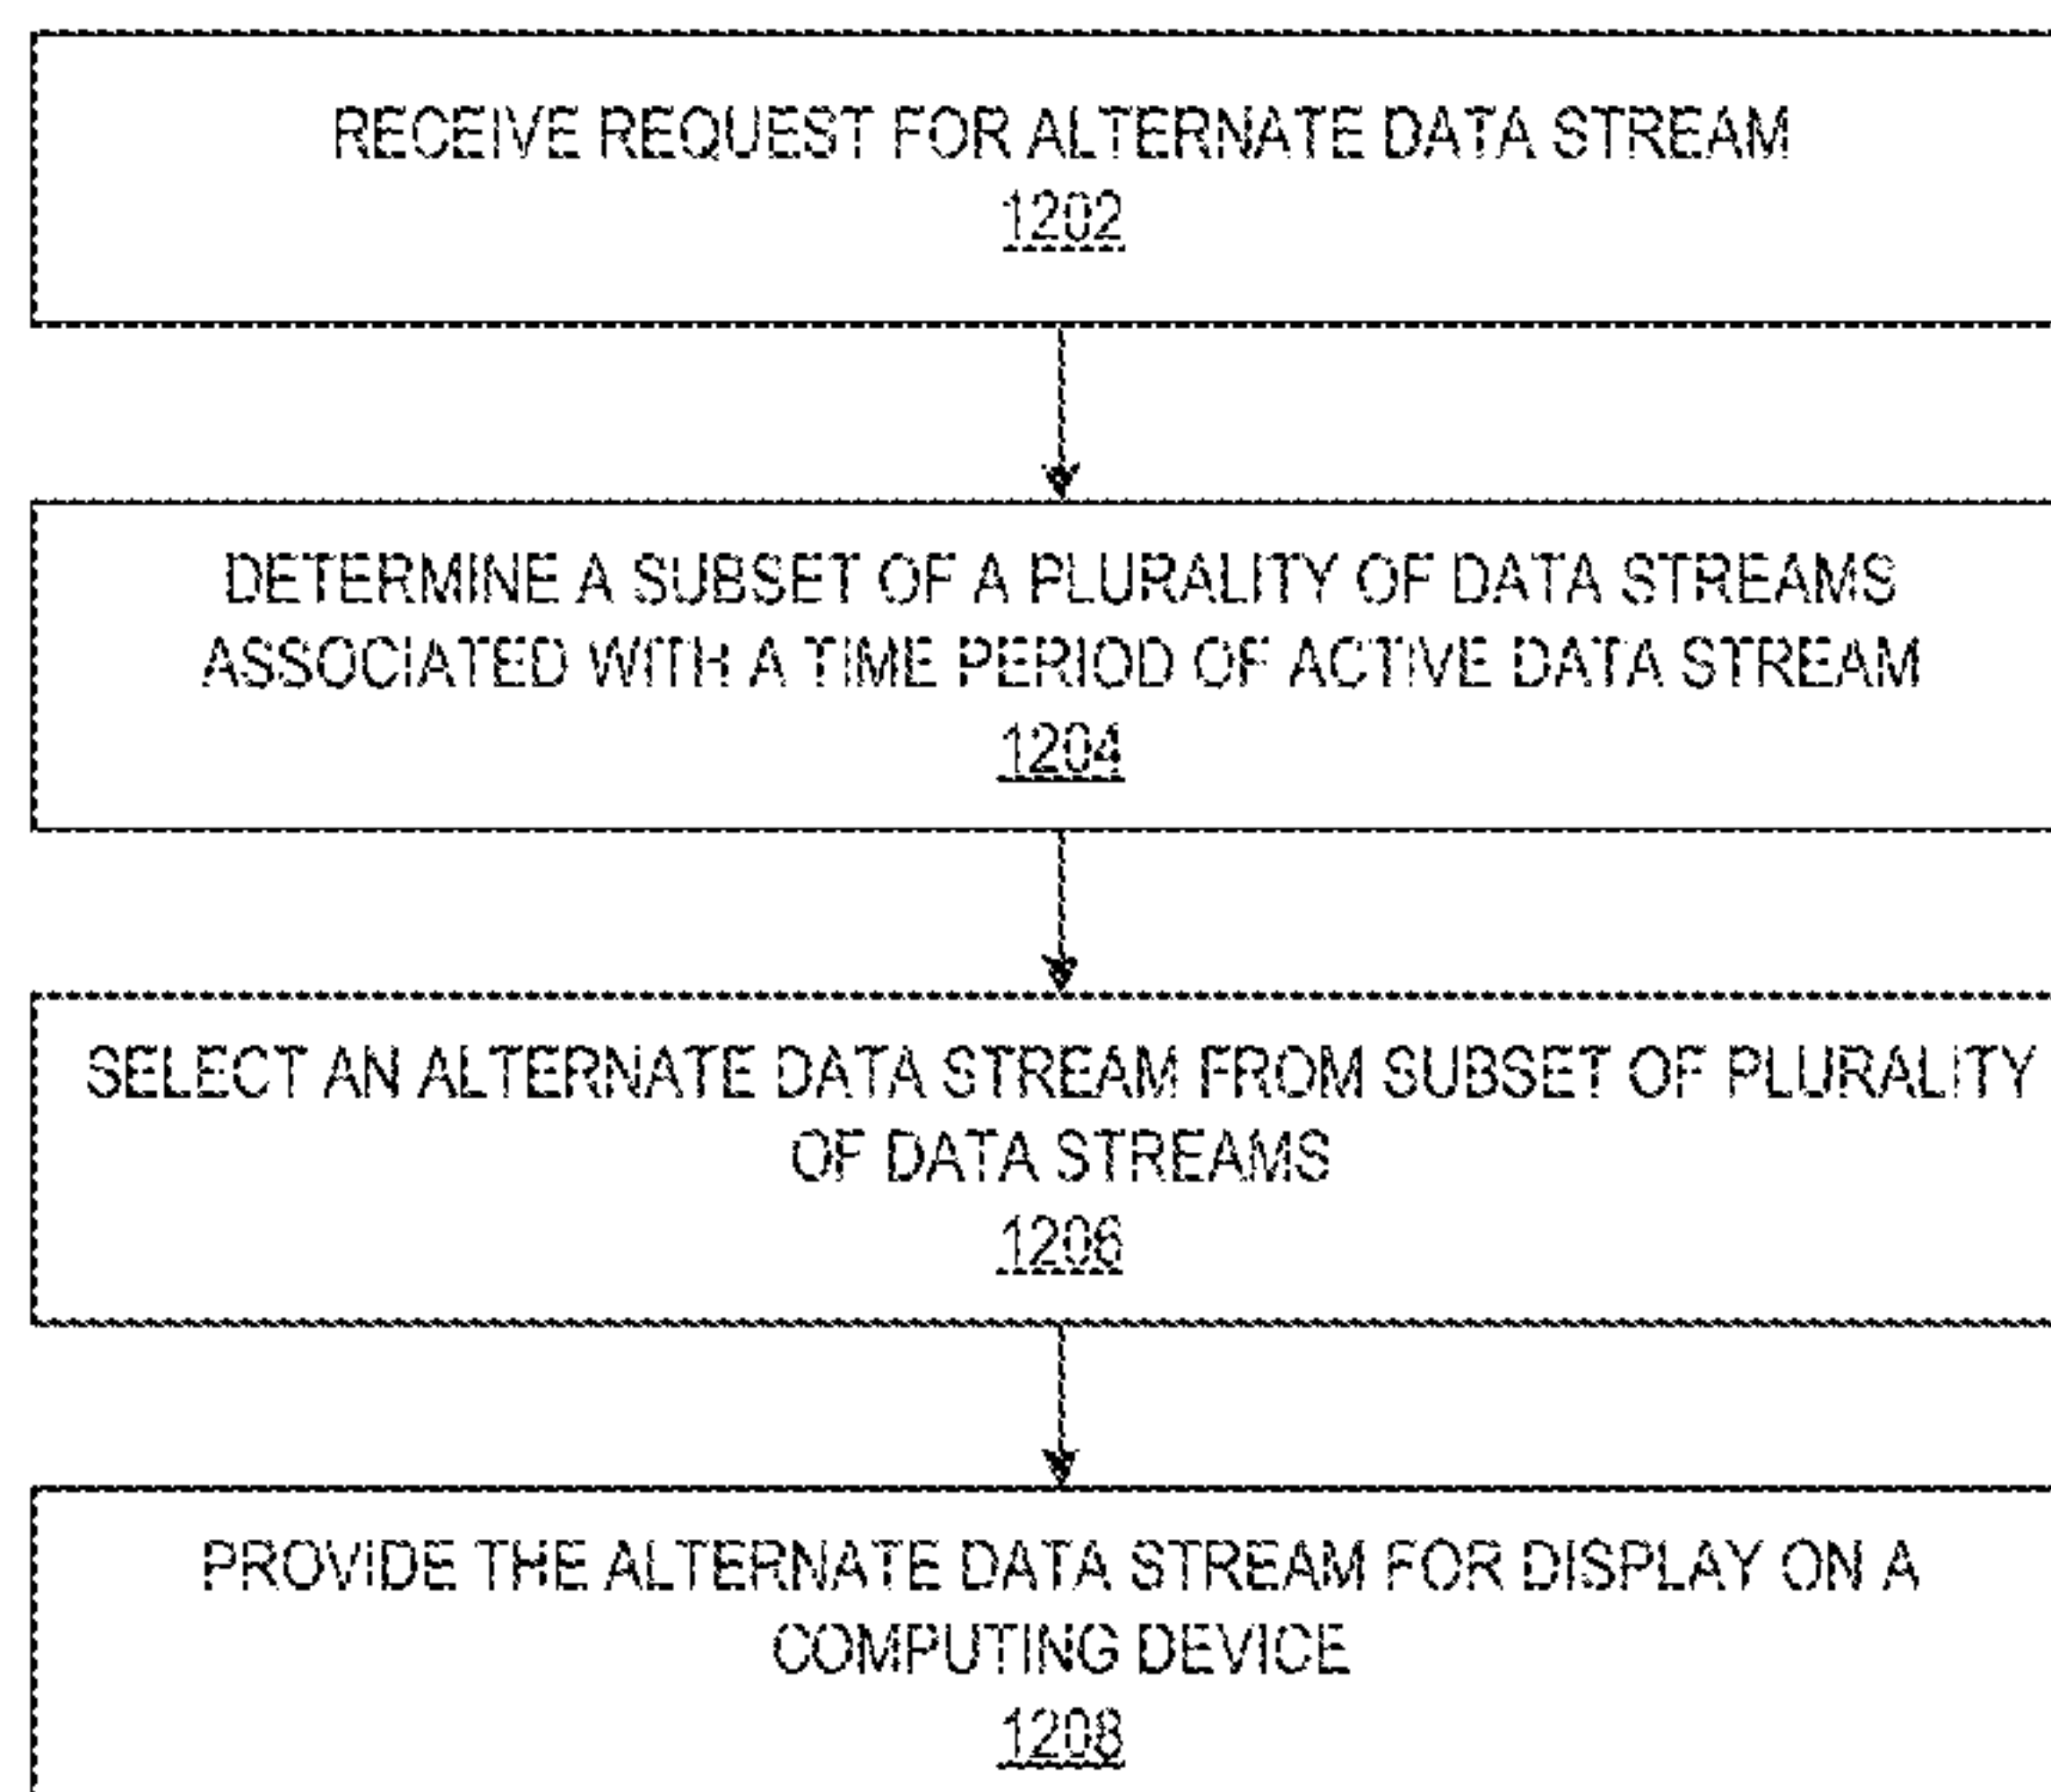 RECEIVE REQUEST FOR ALTERNATE DATA STREAM
1202
DETERMINE A SUBSET OF A PLURALITY OF DATA STREAMS
ASSOCIATED WITH A TIME PERIOD OF ACTIVE DATA STREAM
1204
SELECT AN ALTERNATE DATA STREAM FROM SUBSET OF PLURALITY
OF DATA STREAMS
1206
PROVIDE THE ALTERNATE DATA STREAM FOR DISPLAY ON A
COMPUTING DEVICE
1208